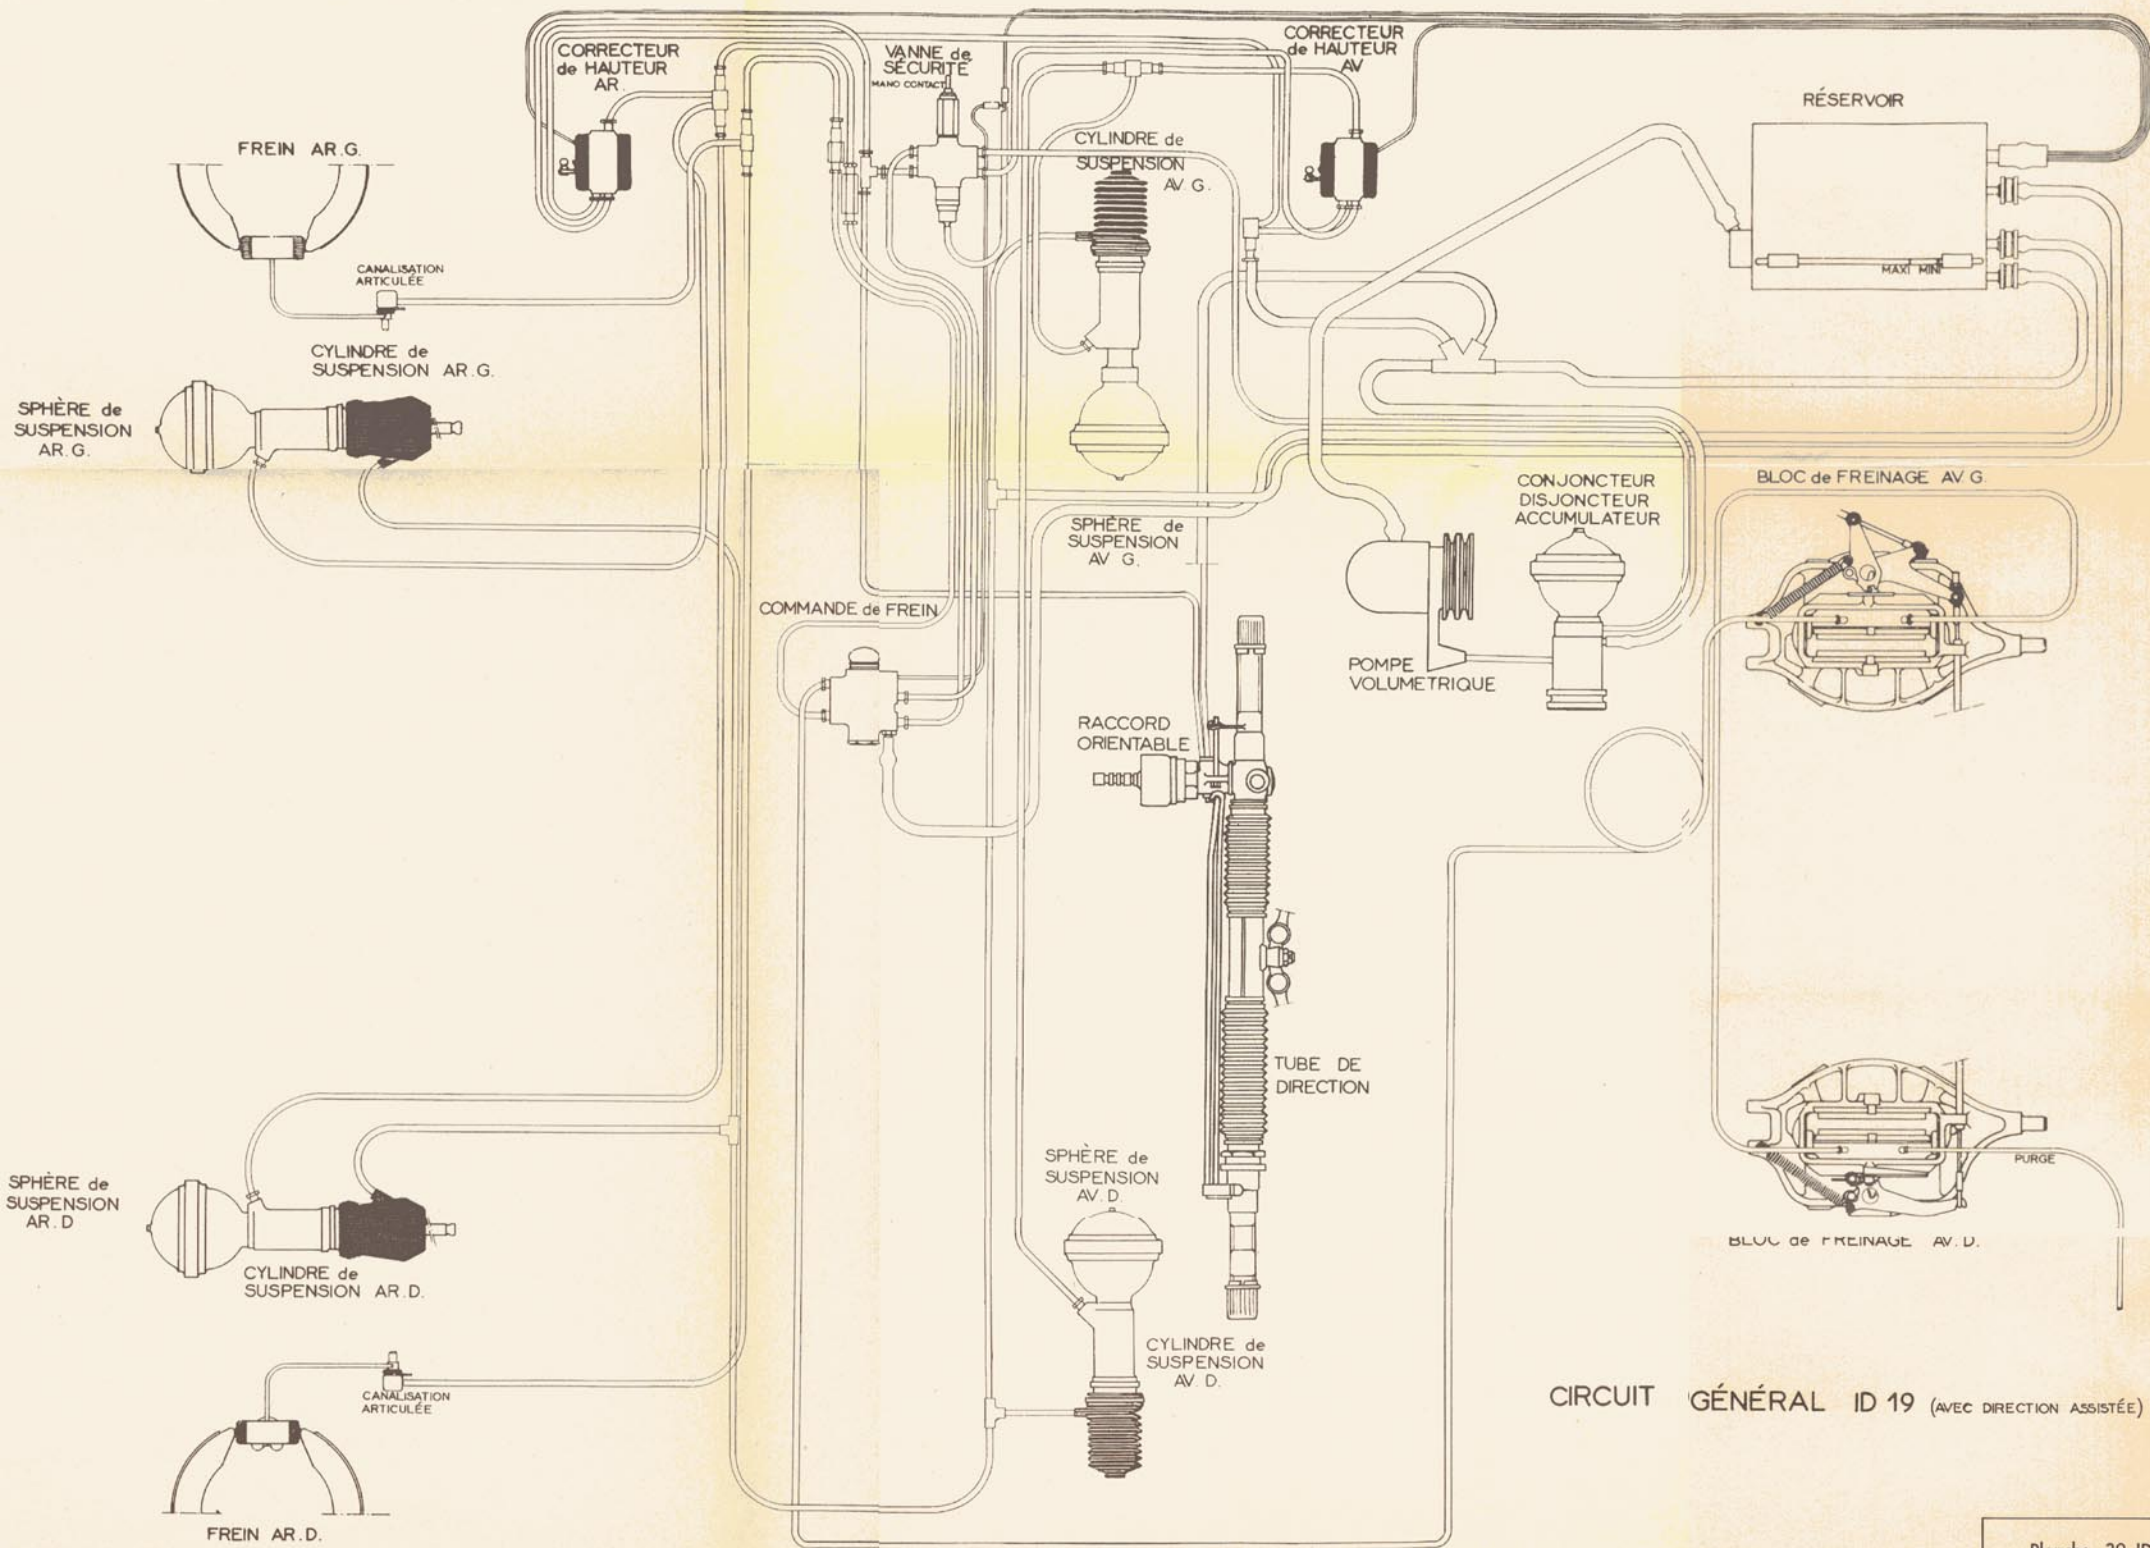 CORRECTEUR
de HAUTEUR
AR.
VANNE de
SÉCURITÉ
MANO CONTACT
CORRECTEUR
de HAUTEUR
AV
RÉSERVOIR
MAXI MINI
FREIN AR.G.
CYLINDRE de
SUSPENSION
AV. G.
CANALISATION
ARTICULÉE
CYLINDRE de
SUSPENSION AR.G.
SPHÈRE de
SUSPENSION
AR.G.
SPHÈRE de
SUSPENSION
AV G.
CONJONCTEUR
DISJONCTEUR
ACCUMULATEUR
BLOC de FREINAGE AV G.
COMMANDE de FREIN
POMPE
VOLUMETRIQUE
RACCORD
ORIENTABLE
TUBE DE
DIRECTION
SPHÈRE de
SUSPENSION
AV. D.
PURGE
SPHÈRE de
SUSPENSION
AR.D
BLOC de FREINAGE AV. D.
CYLINDRE de
SUSPENSION AR.D.
CYLINDRE de
SUSPENSION
AV. D.
CANALISATION
ARTICULÉE
CIRCUIT GÉNÉRAL ID 19 (AVEC DIRECTION ASSISTÉE)
FREIN AR.D.